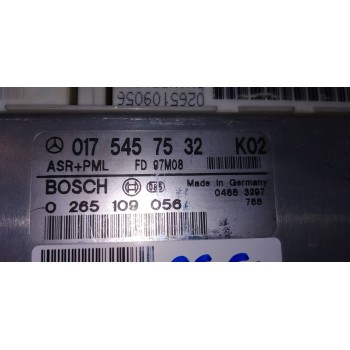 0265109056
017 545 75 32 K02
ASR+PML FD 97M08
BOSCH Made in Germany
0 265 109 056 0486 3297
766